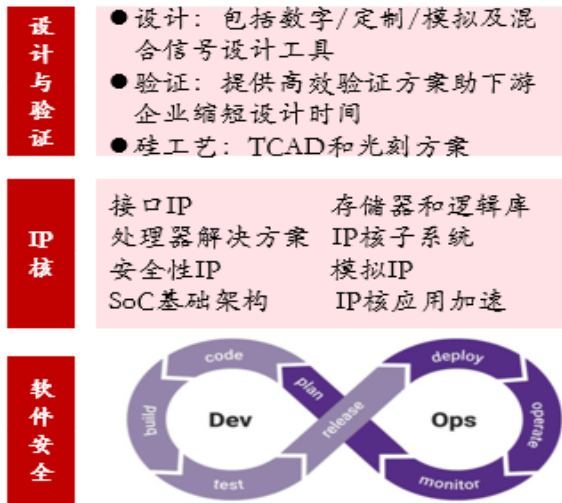 设计与验证
●设计：包括数字/定制/模拟及混
合信号设计工具
●验证：提供高效验证方案助下游
企业缩短设计时间
●硅工艺：TCAD和光刻方案
IP核
接口IP 存储器和逻辑库
处理器解决方案 IP核子系统
安全性IP 模拟IP
SoC基础架构 IP核应用加速
软件安全
code
deploy
plan
build
Dev
release
Ops
operate
test
monitor